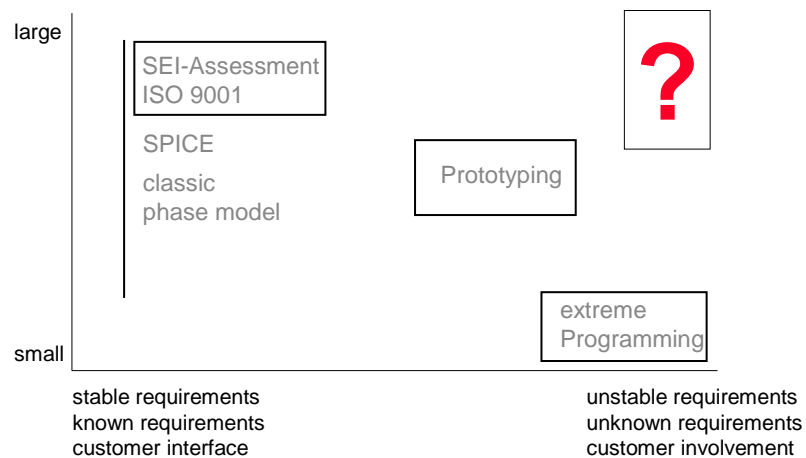 large
SEI-Assessment
ISO 9001
?
SPICE
classic
phase model
Prototyping
extreme
Programming
small
stable requirements
known requirements
customer interface
unstable requirements
unknown requirements
customer involvement